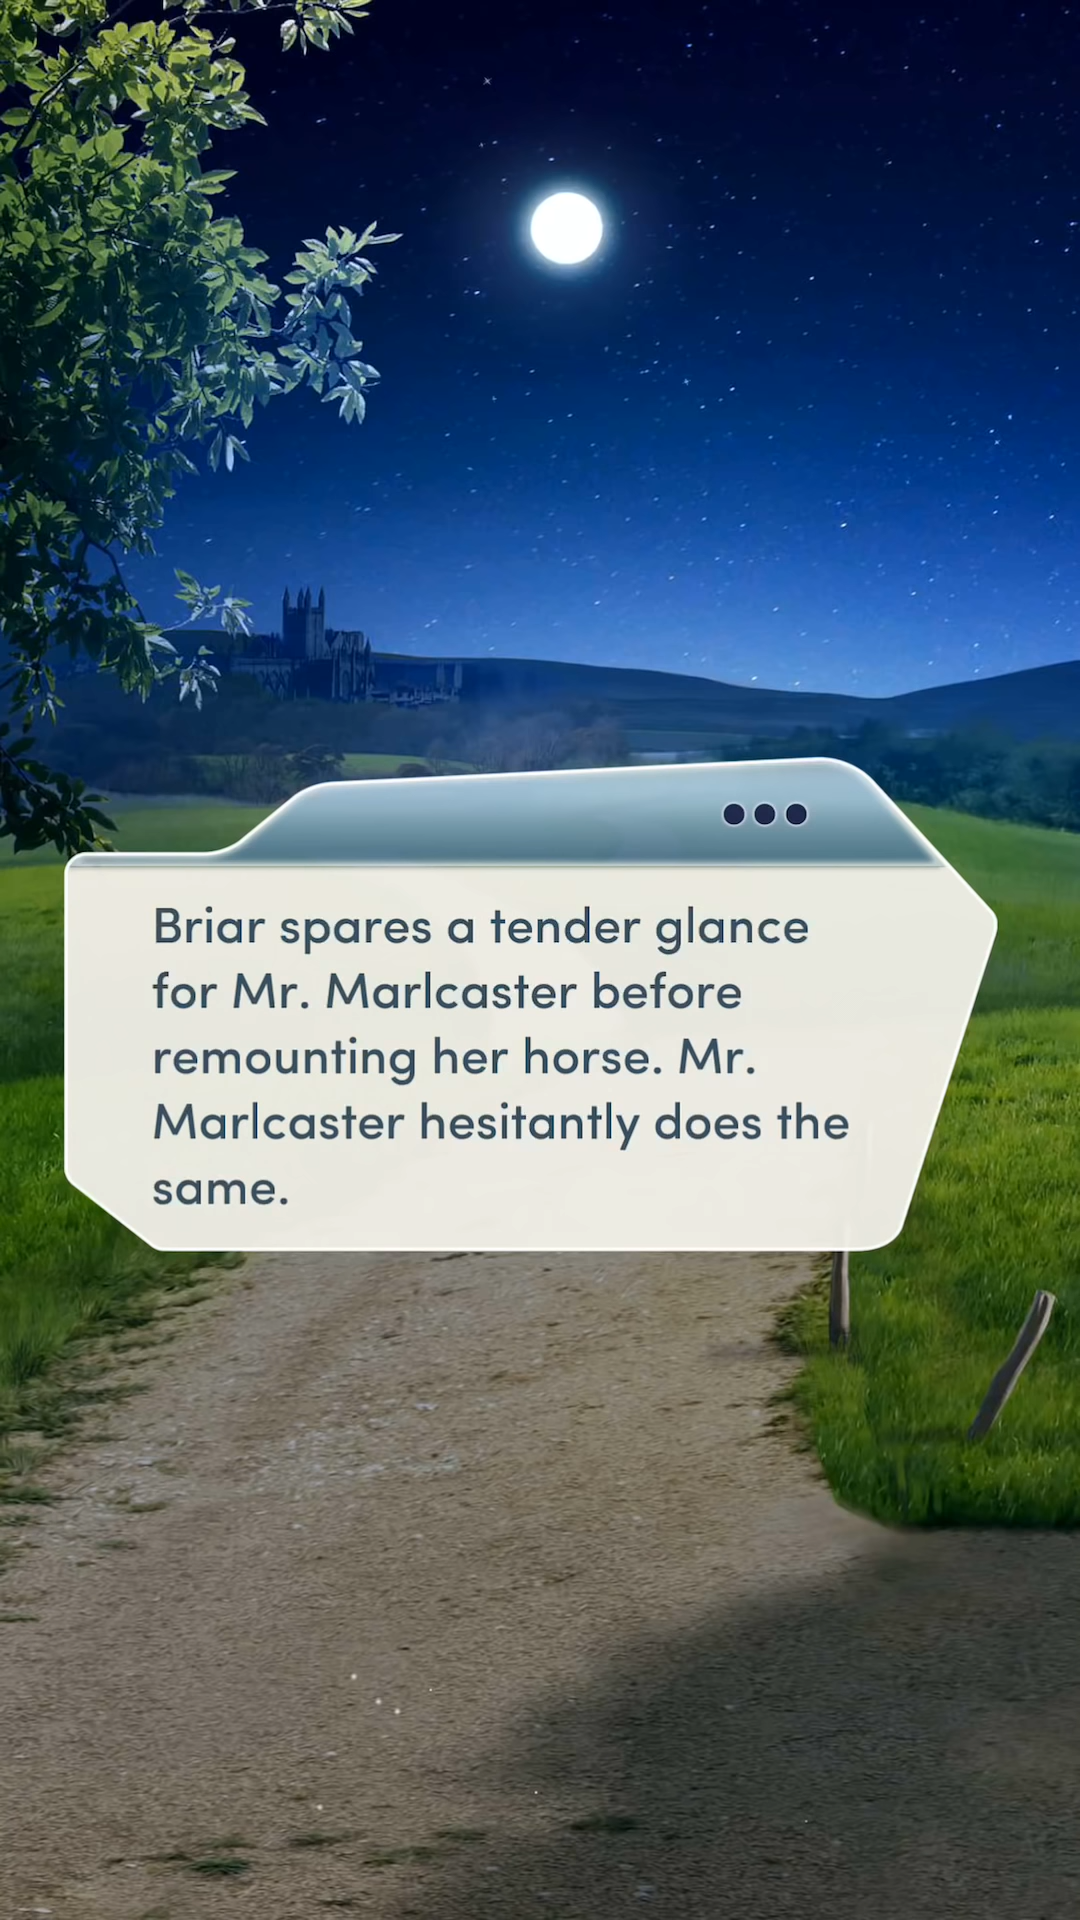 Briar spares a tender glance
for Mr. Marlcaster before
remounting her horse. Mr.
Marlcaster hesitantly does the
same.